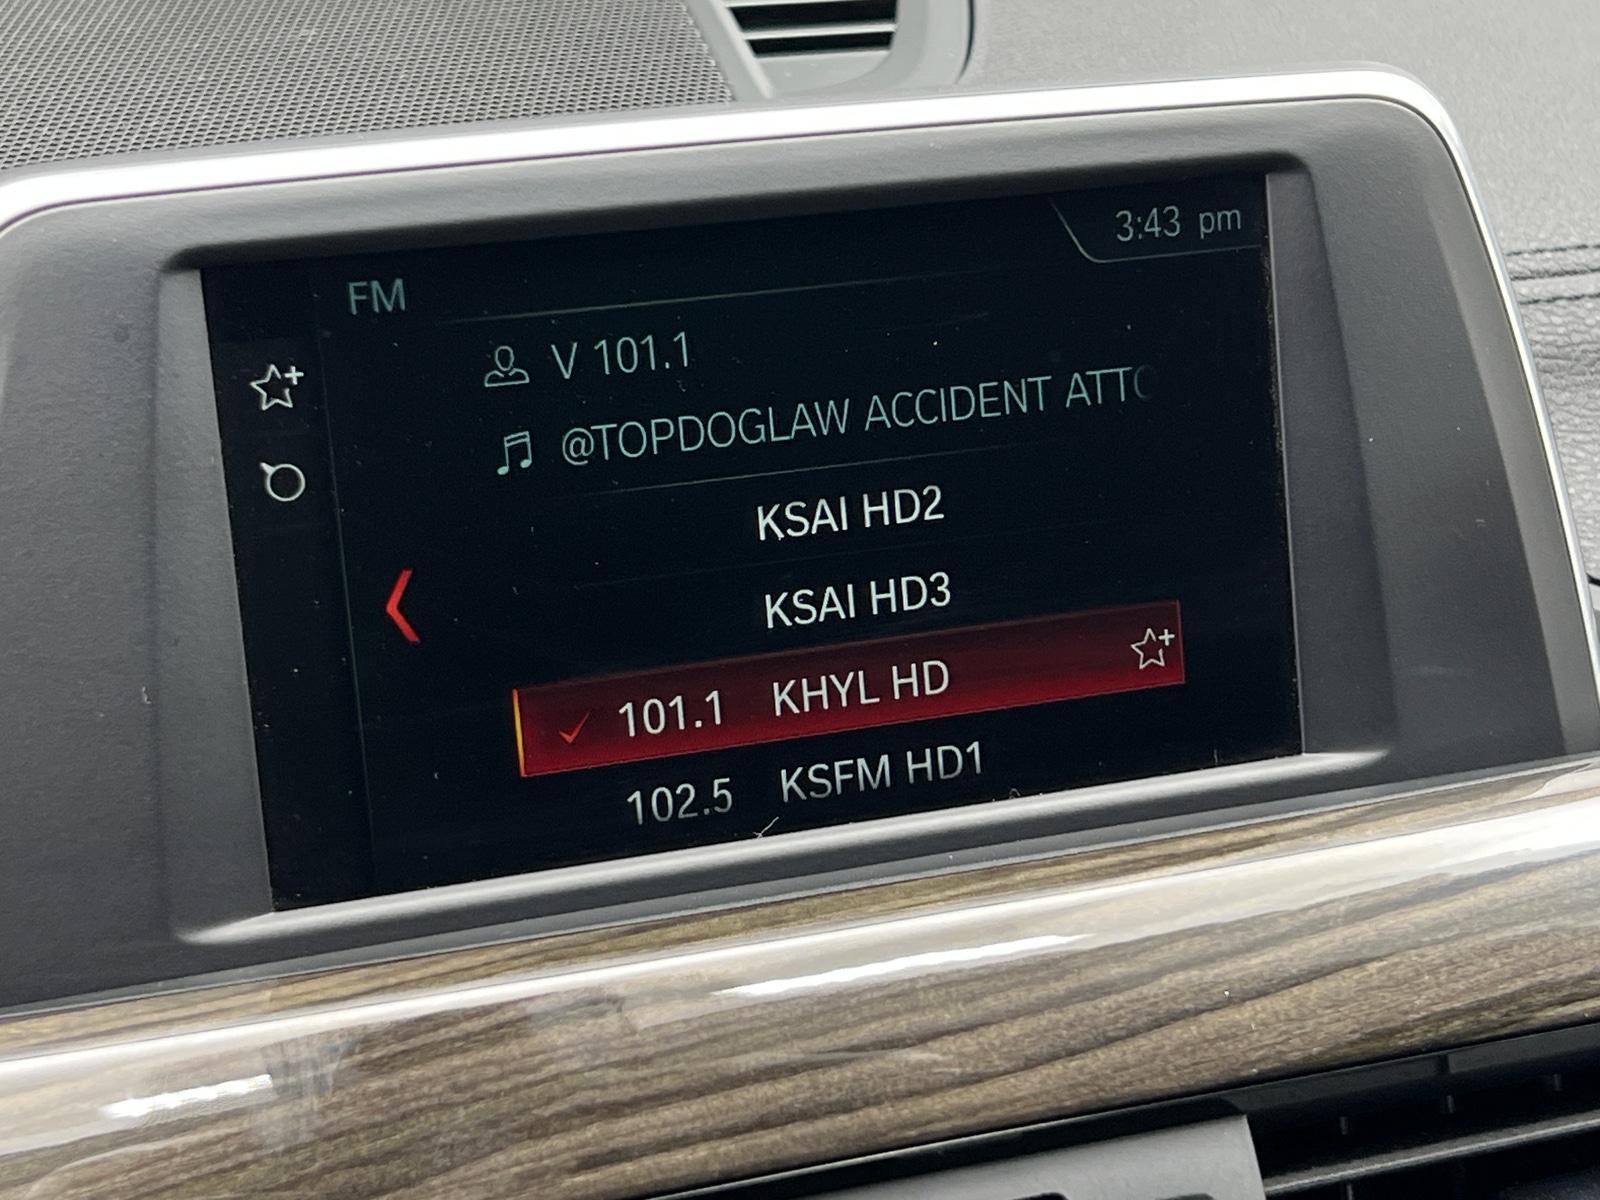 3:43 pm
FM
V 101.1
@TOPDOGLAW ACCIDENT ATTO
KSAI HD2
KSAI HD3
101.1 KHYL HD
102.5 KSFM HD1